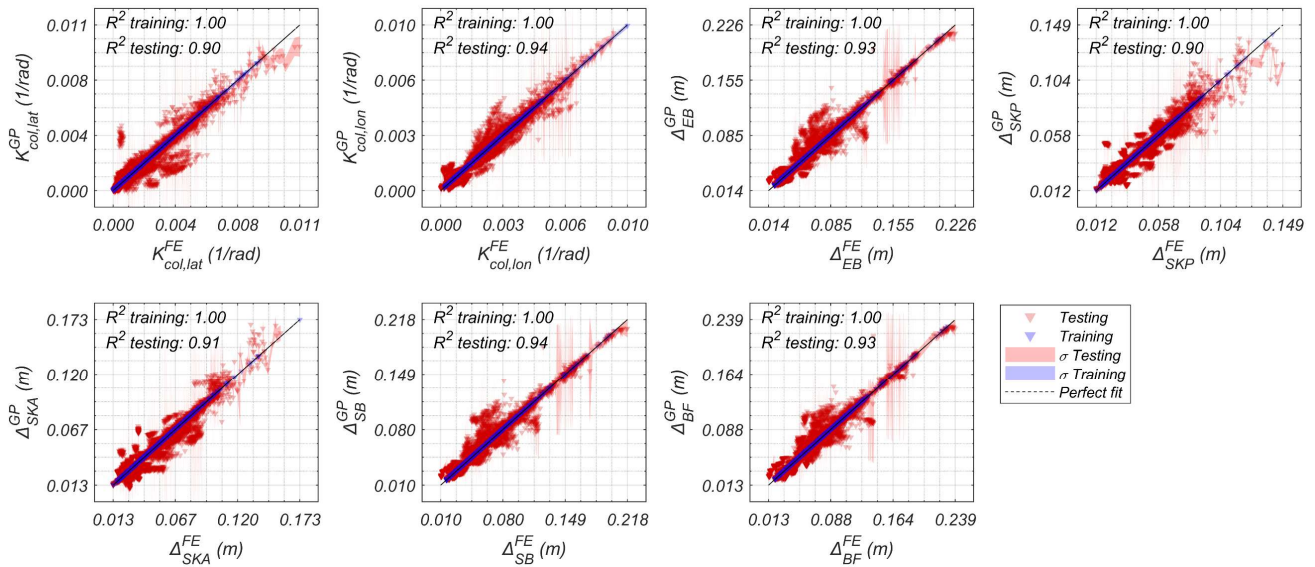 R² training: 1.00
R² testing: 0.90
0.011
0.008
0.004
0.000
K^GP_col,lat (1/rad)
0.000 0.004 0.008 0.011
K^FE_col,lat (1/rad)
R² training: 1.00
R² testing: 0.94
0.010
0.006
0.003
0.000
K^GP_col,lon (1/rad)
0.000 0.003 0.006 0.010
K^FE_col,lon (1/rad)
R² training: 1.00
R² testing: 0.93
0.226
0.155
0.085
0.014
Δ^GP_EB (m)
0.014 0.085 0.155 0.226
Δ^FE_EB (m)
R² training: 1.00
R² testing: 0.90
0.149
0.104
0.058
0.012
Δ^GP_SKP (m)
0.012 0.058 0.104 0.149
Δ^FE_SKP (m)
R² training: 1.00
R² testing: 0.91
0.173
0.120
0.067
0.013
Δ^GP_SKA (m)
0.013 0.067 0.120 0.173
Δ^FE_SKA (m)
R² training: 1.00
R² testing: 0.94
0.218
0.149
0.080
0.010
Δ^GP_SB (m)
0.010 0.080 0.149 0.218
Δ^FE_SB (m)
R² training: 1.00
R² testing: 0.93
0.239
0.164
0.088
0.013
Δ^GP_BF (m)
0.013 0.088 0.164 0.239
Δ^FE_BF (m)
Testing
Training
σ Testing
σ Training
Perfect fit